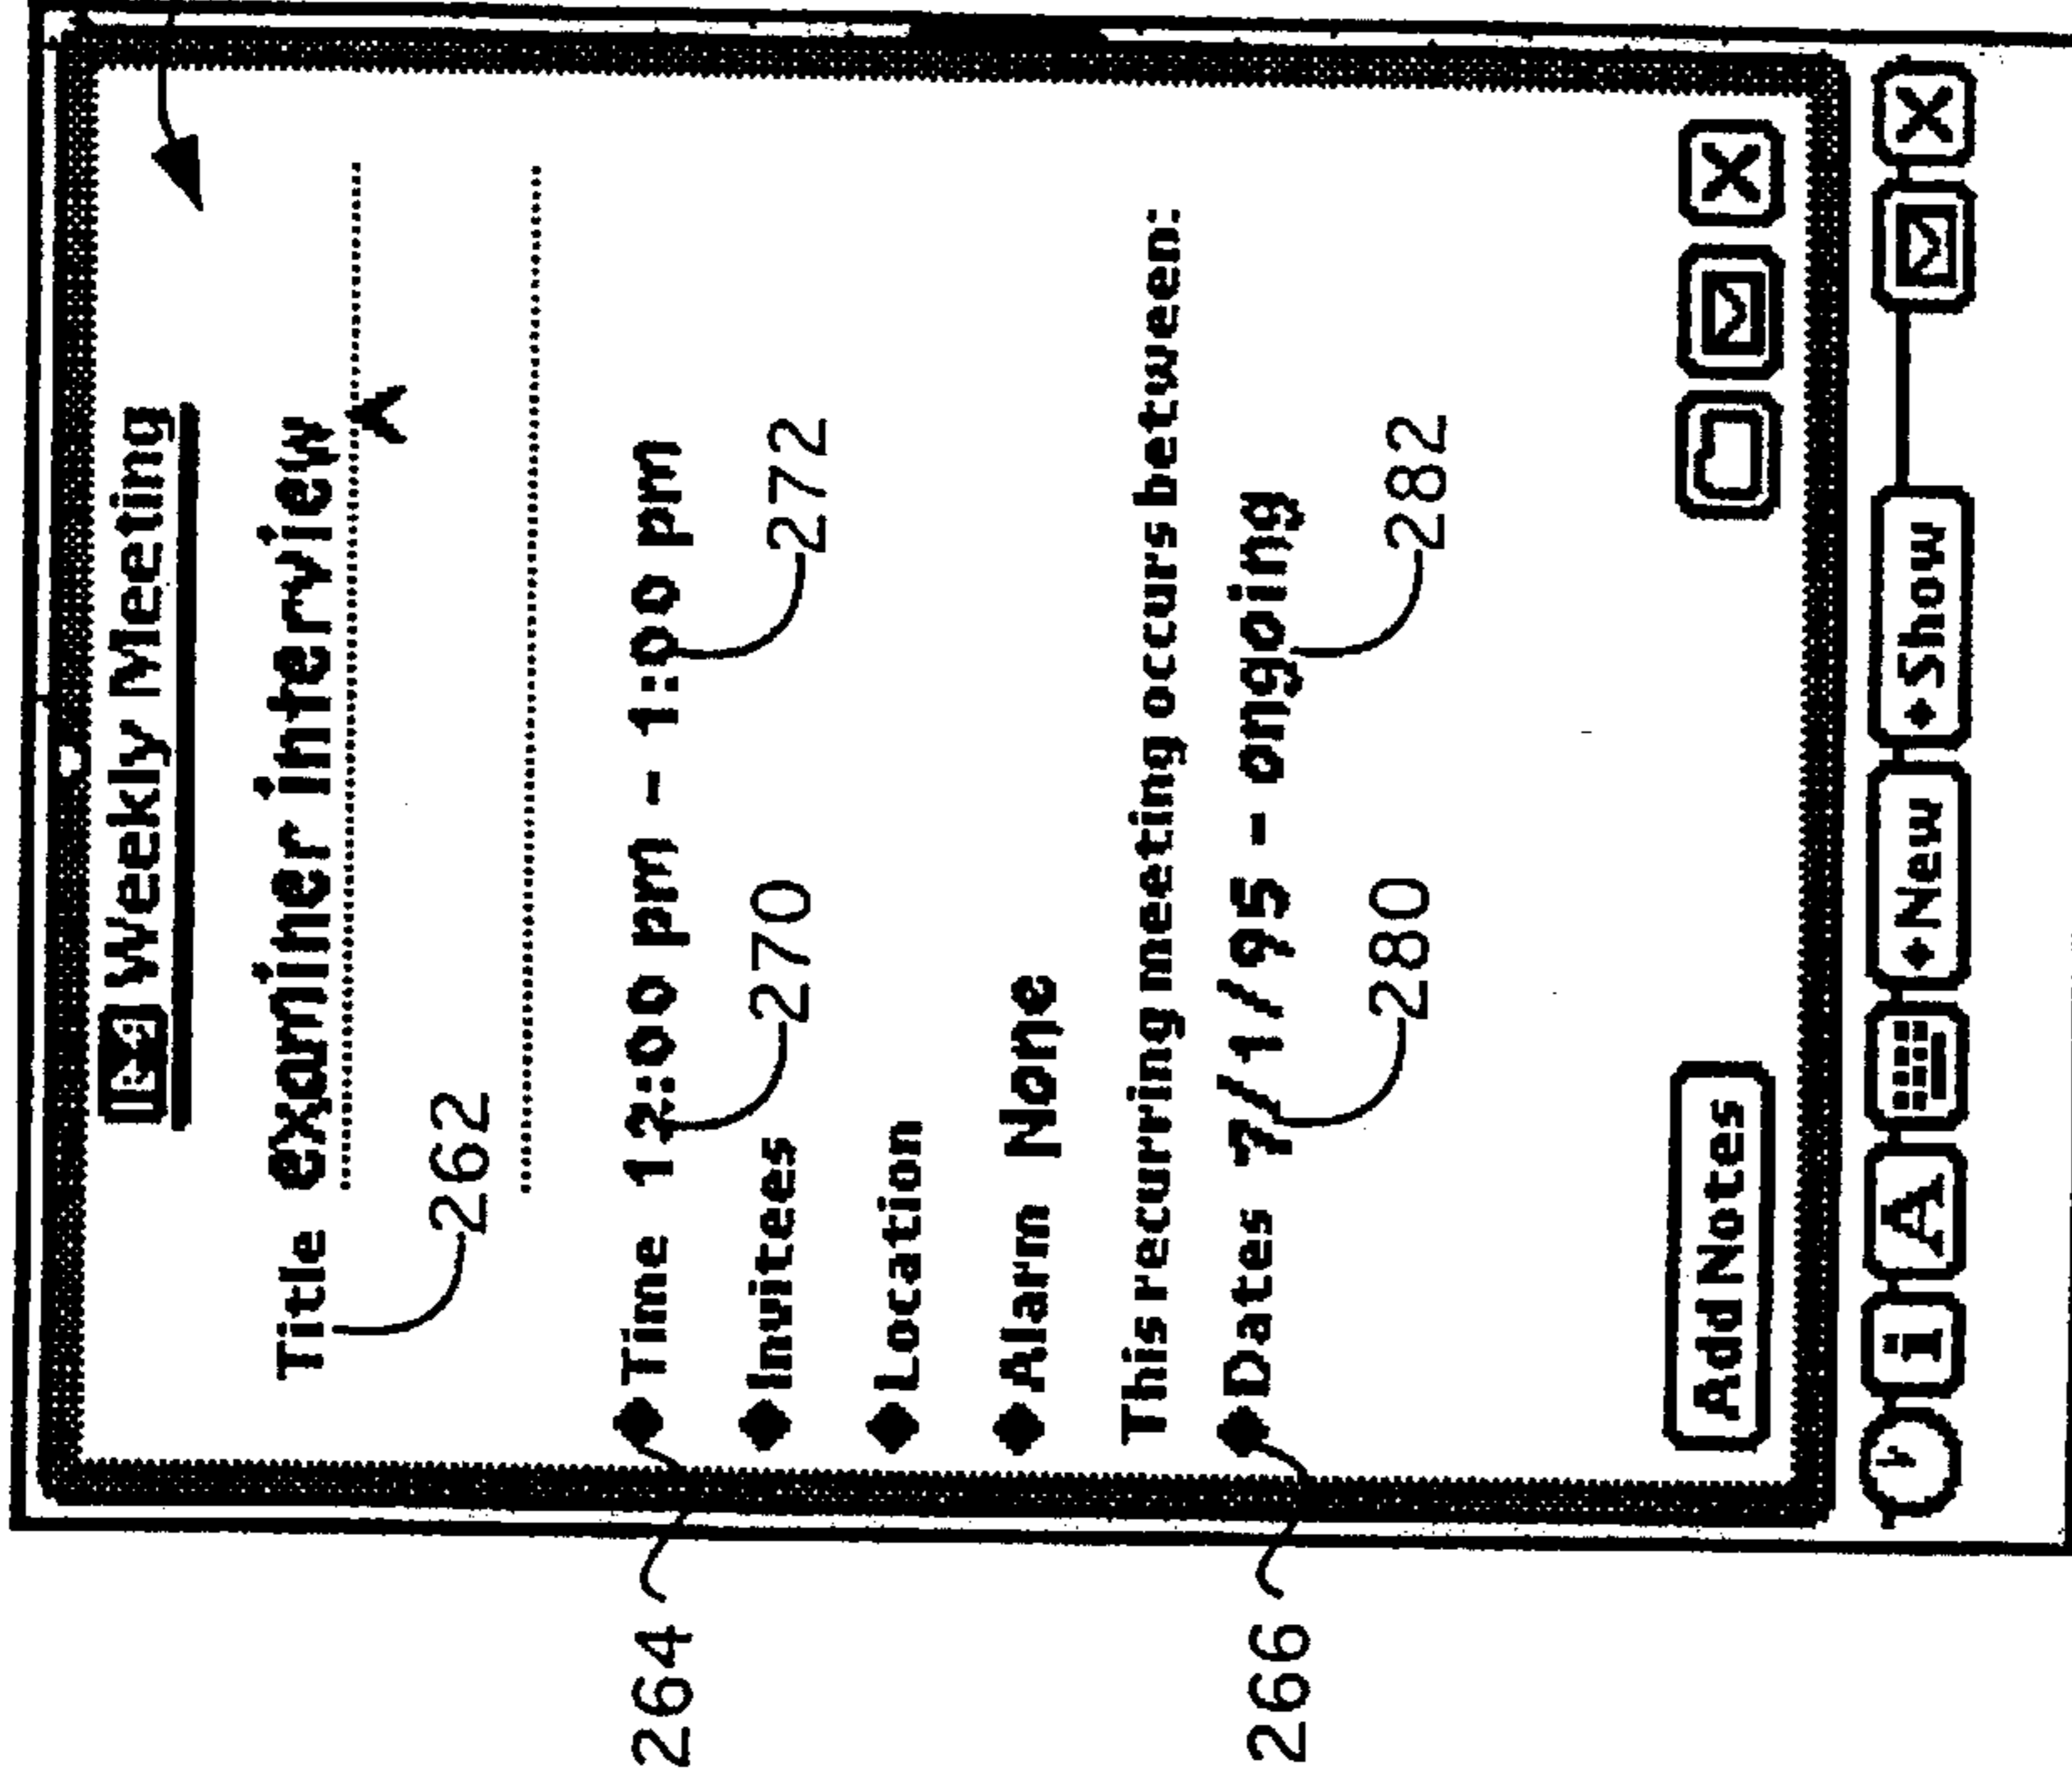 Weekly Meeting
Title examiner interview
262
264
Time 12:00 pm - 1:00 pm
270 272
Invitees
Location
Alarm None
This recurring meeting occurs between:
266
Dates 7/1/95 - ongoing
280 282
Add Notes
i A New Show